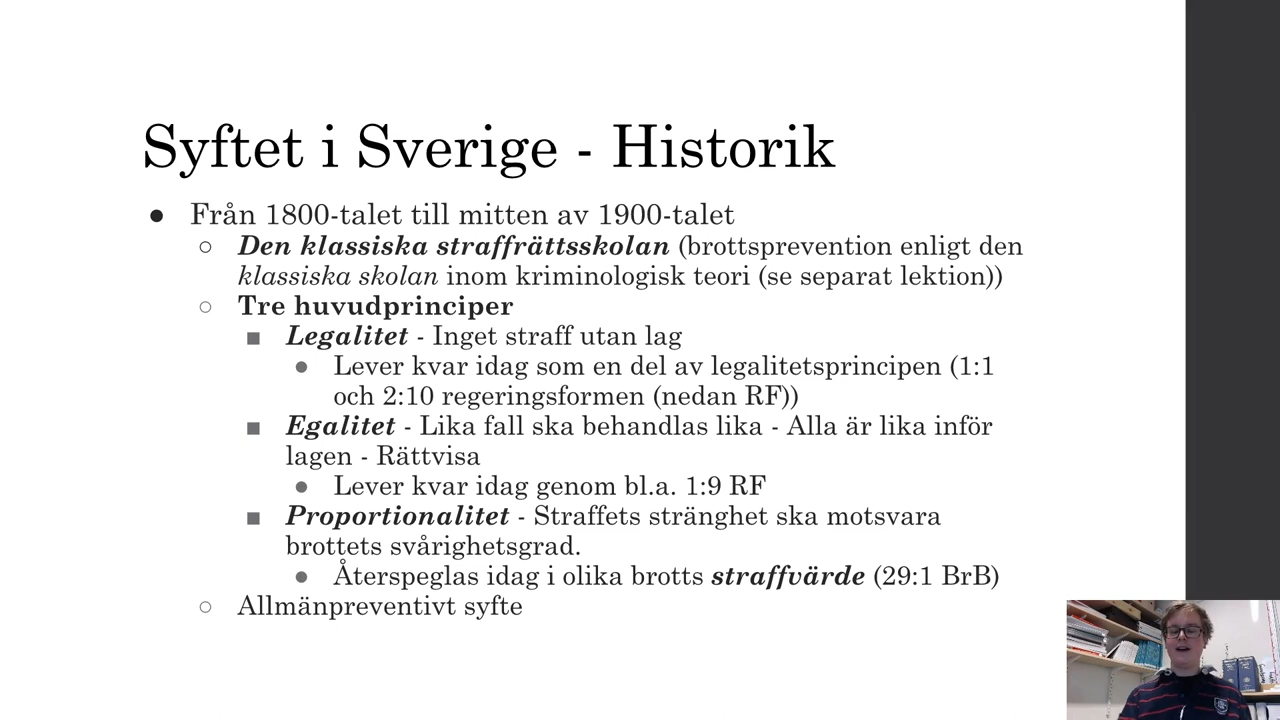 Syftet i Sverige - Historik
● Från 1800-talet till mitten av 1900-talet
○ Den klassiska straffrättsskolan (brottsprevention enligt den
klassiska skolan inom kriminologisk teori (se separat lektion))
○ Tre huvudprinciper
■ Legalitet - Inget straff utan lag
● Lever kvar idag som en del av legalitetsprincipen (1:1
och 2:10 regeringsformen (nedan RF))
■ Egalitet - Lika fall ska behandlas lika - Alla är lika inför
lagen - Rättvisa
● Lever kvar idag genom bl.a. 1:9 RF
■ Proportionalitet - Straffets stränghet ska motsvara
brottets svårighetsgrad.
● Återspeglas idag i olika brotts straffvärde (29:1 BrB)
○ Allmänpreventivt syfte